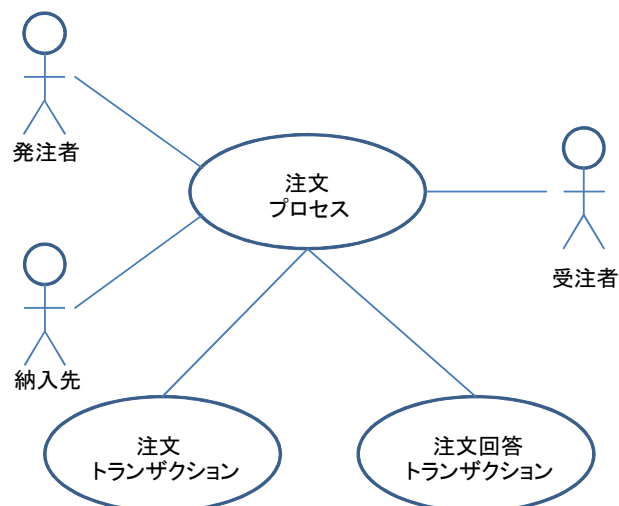 発注者
注文
プロセス
受注者
納入先
注文
トランザクション
注文回答
トランザクション